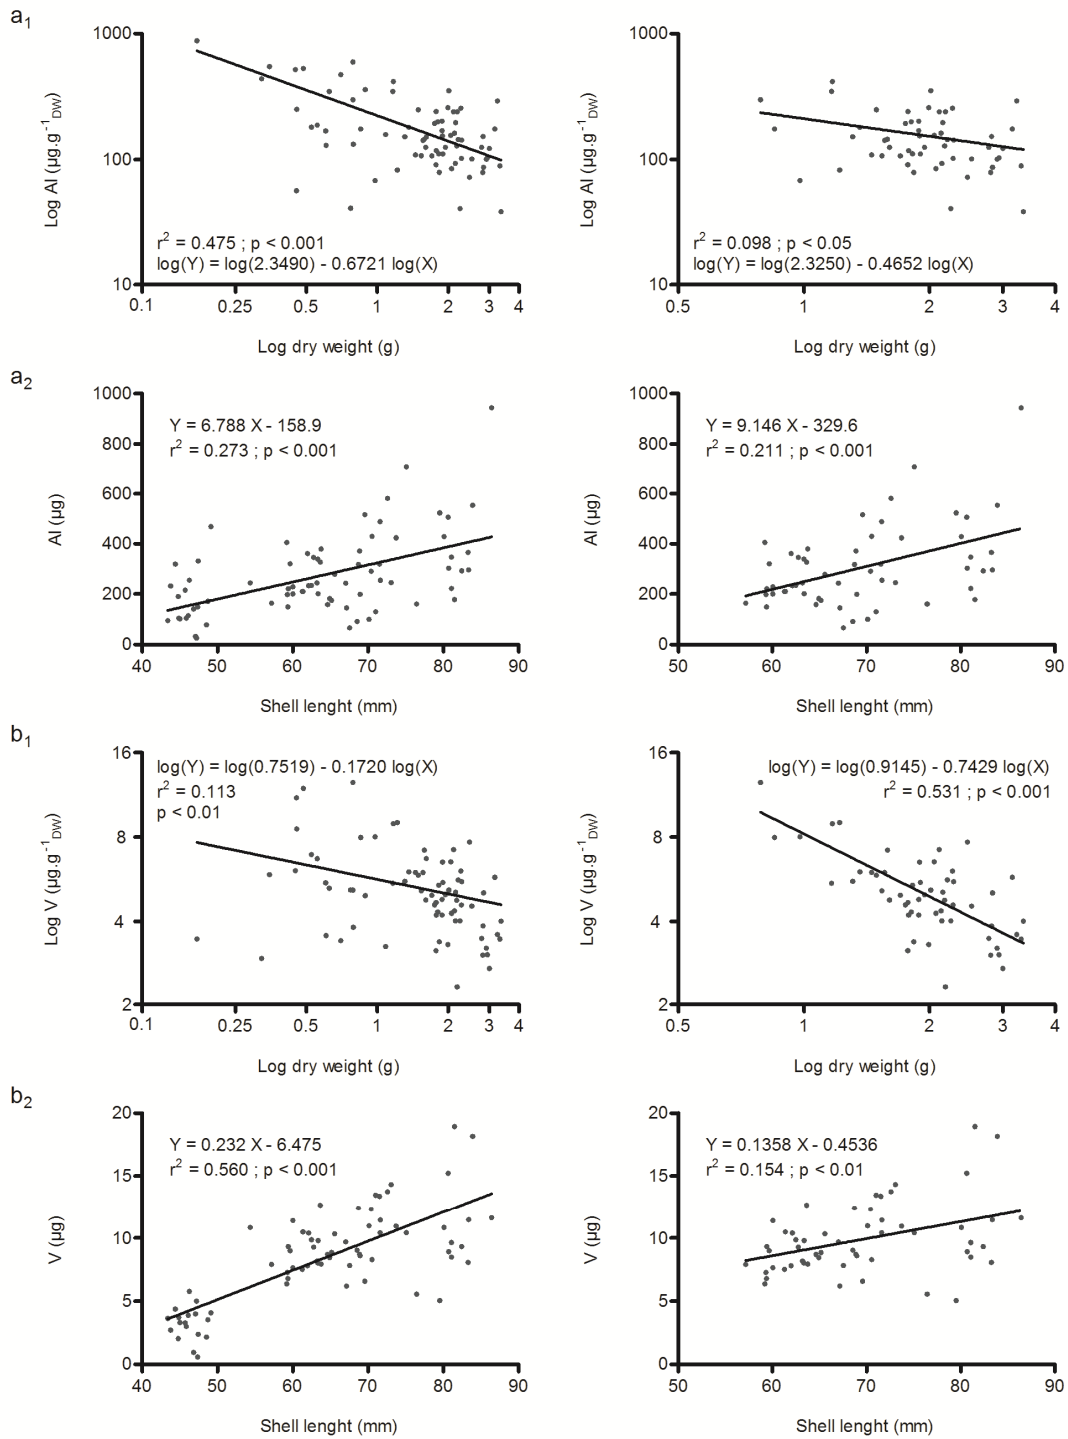 a1
1000
100
10
0.1 0.25 0.5 1 2 3 4
Log Al (µg.g-1DW)
r2 = 0.475 ; p < 0.001
log(Y) = log(2.3490) - 0.6721 log(X)
Log dry weight (g)
1000
100
10
0.5 1 2 3 4
Log Al (µg.g-1DW)
r2 = 0.098 ; p < 0.05
log(Y) = log(2.3250) - 0.4652 log(X)
Log dry weight (g)
a2
1000
800
600
400
200
0
40 50 60 70 80 90
Al (µg)
Y = 6.788 X - 158.9
r2 = 0.273 ; p < 0.001
Shell lenght (mm)
1000
800
600
400
200
0
50 60 70 80 90
Al (µg)
Y = 9.146 X - 329.6
r2 = 0.211 ; p < 0.001
Shell lenght (mm)
b1
16
8
4
2
0.1 0.25 0.5 1 2 3 4
Log V (µg.g-1DW)
log(Y) = log(0.7519) - 0.1720 log(X)
r2 = 0.113
p < 0.01
Log dry weight (g)
16
8
4
2
0.5 1 2 3 4
Log V (µg.g-1DW)
log(Y) = log(0.9145) - 0.7429 log(X)
r2 = 0.531 ; p < 0.001
Log dry weight (g)
b2
20
15
10
5
0
40 50 60 70 80 90
V (µg)
Y = 0.232 X - 6.475
r2 = 0.560 ; p < 0.001
Shell lenght (mm)
20
15
10
5
0
50 60 70 80 90
V (µg)
Y = 0.1358 X - 0.4536
r2 = 0.154 ; p < 0.01
Shell lenght (mm)